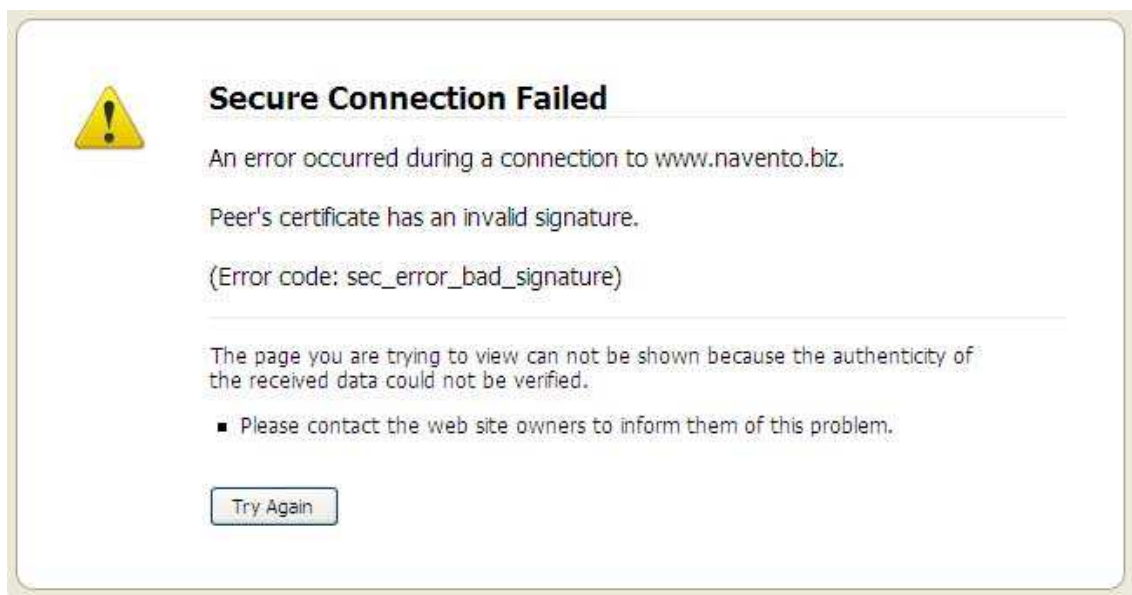 Secure Connection Failed
An error occurred during a connection to www.navento.biz.
Peer's certificate has an invalid signature.
(Error code: sec_error_bad_signature)
The page you are trying to view can not be shown because the authenticity of
the received data could not be verified.
▪ Please contact the web site owners to inform them of this problem.
Try Again